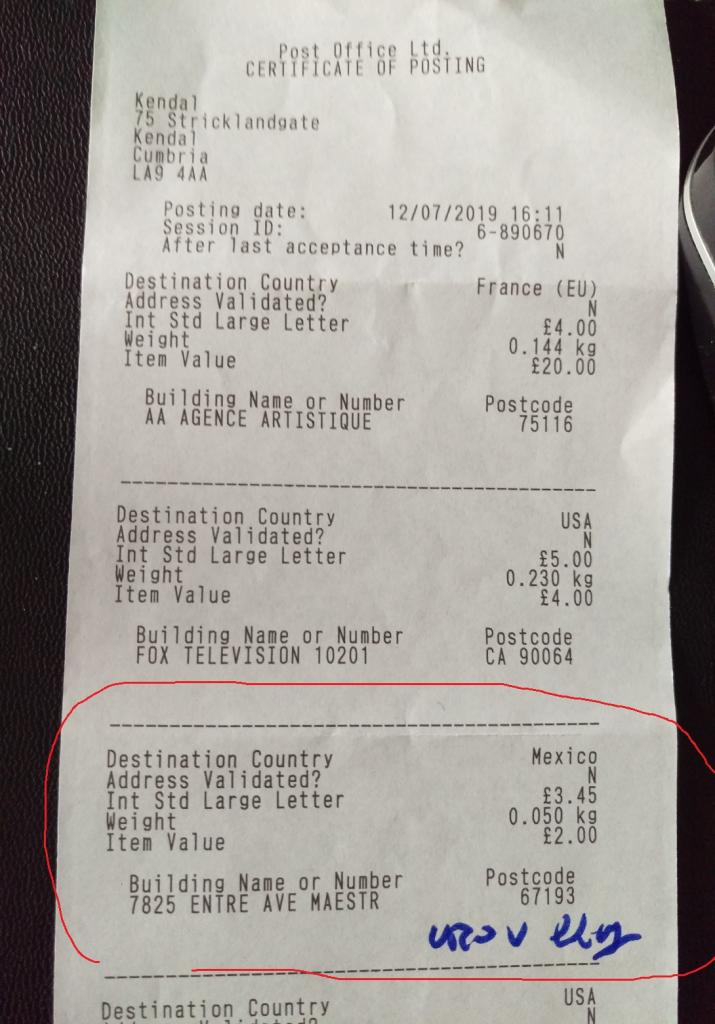 Post Office Ltd.
CERTIFICATE OF POSTING
Kendal
75 Stricklandgate
Kendal
Cumbria
LA9 4AA
Posting date: 12/07/2019 16:11
Session ID: 6-890670
After last acceptance time? N
Destination Country France (EU)
Address Validated? N
Int Std Large Letter £4.00
Weight 0.144 kg
Item Value £20.00
Building Name or Number Postcode
AA AGENCE ARTISTIQUE 75116
Destination Country USA
Address Validated? N
Int Std Large Letter £5.00
Weight 0.230 kg
Item Value £4.00
Building Name or Number Postcode
FOX TELEVISION 10201 CA 90064
Destination Country Mexico
Address Validated? N
Int Std Large Letter £3.45
Weight 0.050 kg
Item Value £2.00
Building Name or Number Postcode
7825 ENTRE AVE MAESTR 67193
Destination Country USA
N